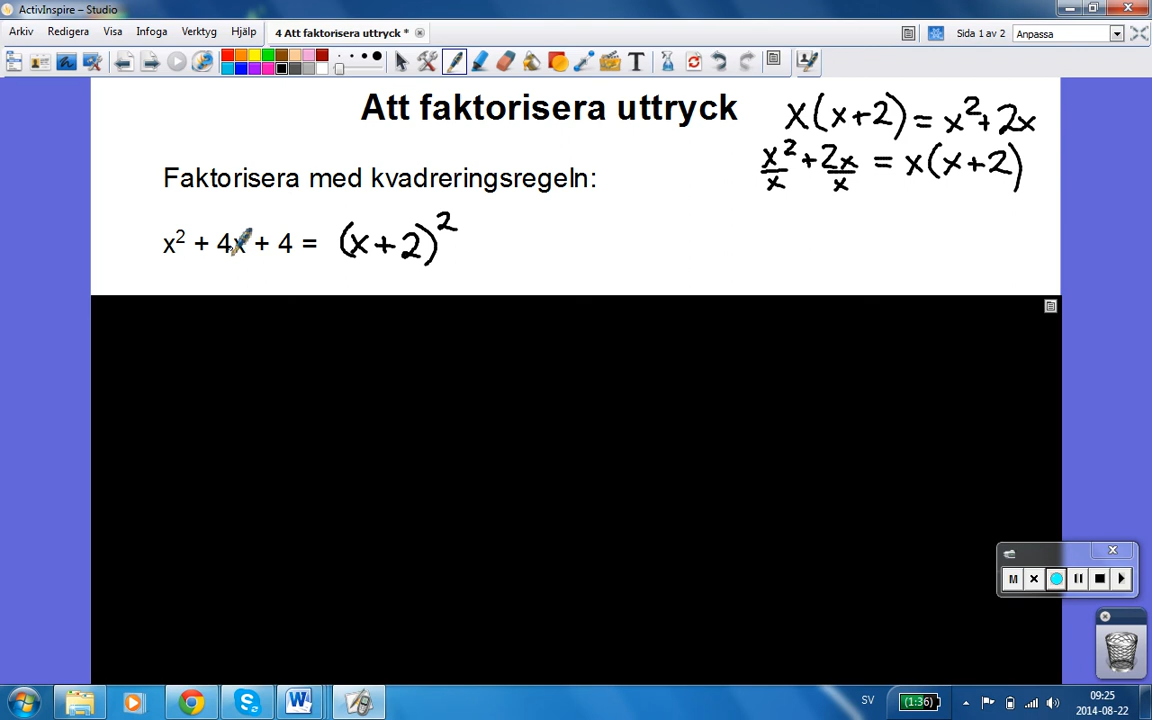 ActivInspire – Studio
Arkiv Redigera Visa Infoga Verktyg Hjälp 4 Att faktorisera uttryck * Sida 1 av 2 Anpassa
Att faktorisera uttryck
x(x+2) = x²+2x
x²/x + 2x/x = x(x+2)
Faktorisera med kvadreringsregeln:
x² + 4x + 4 = (x+2)²
M
SV (1:36) 09:25
2014-08-22